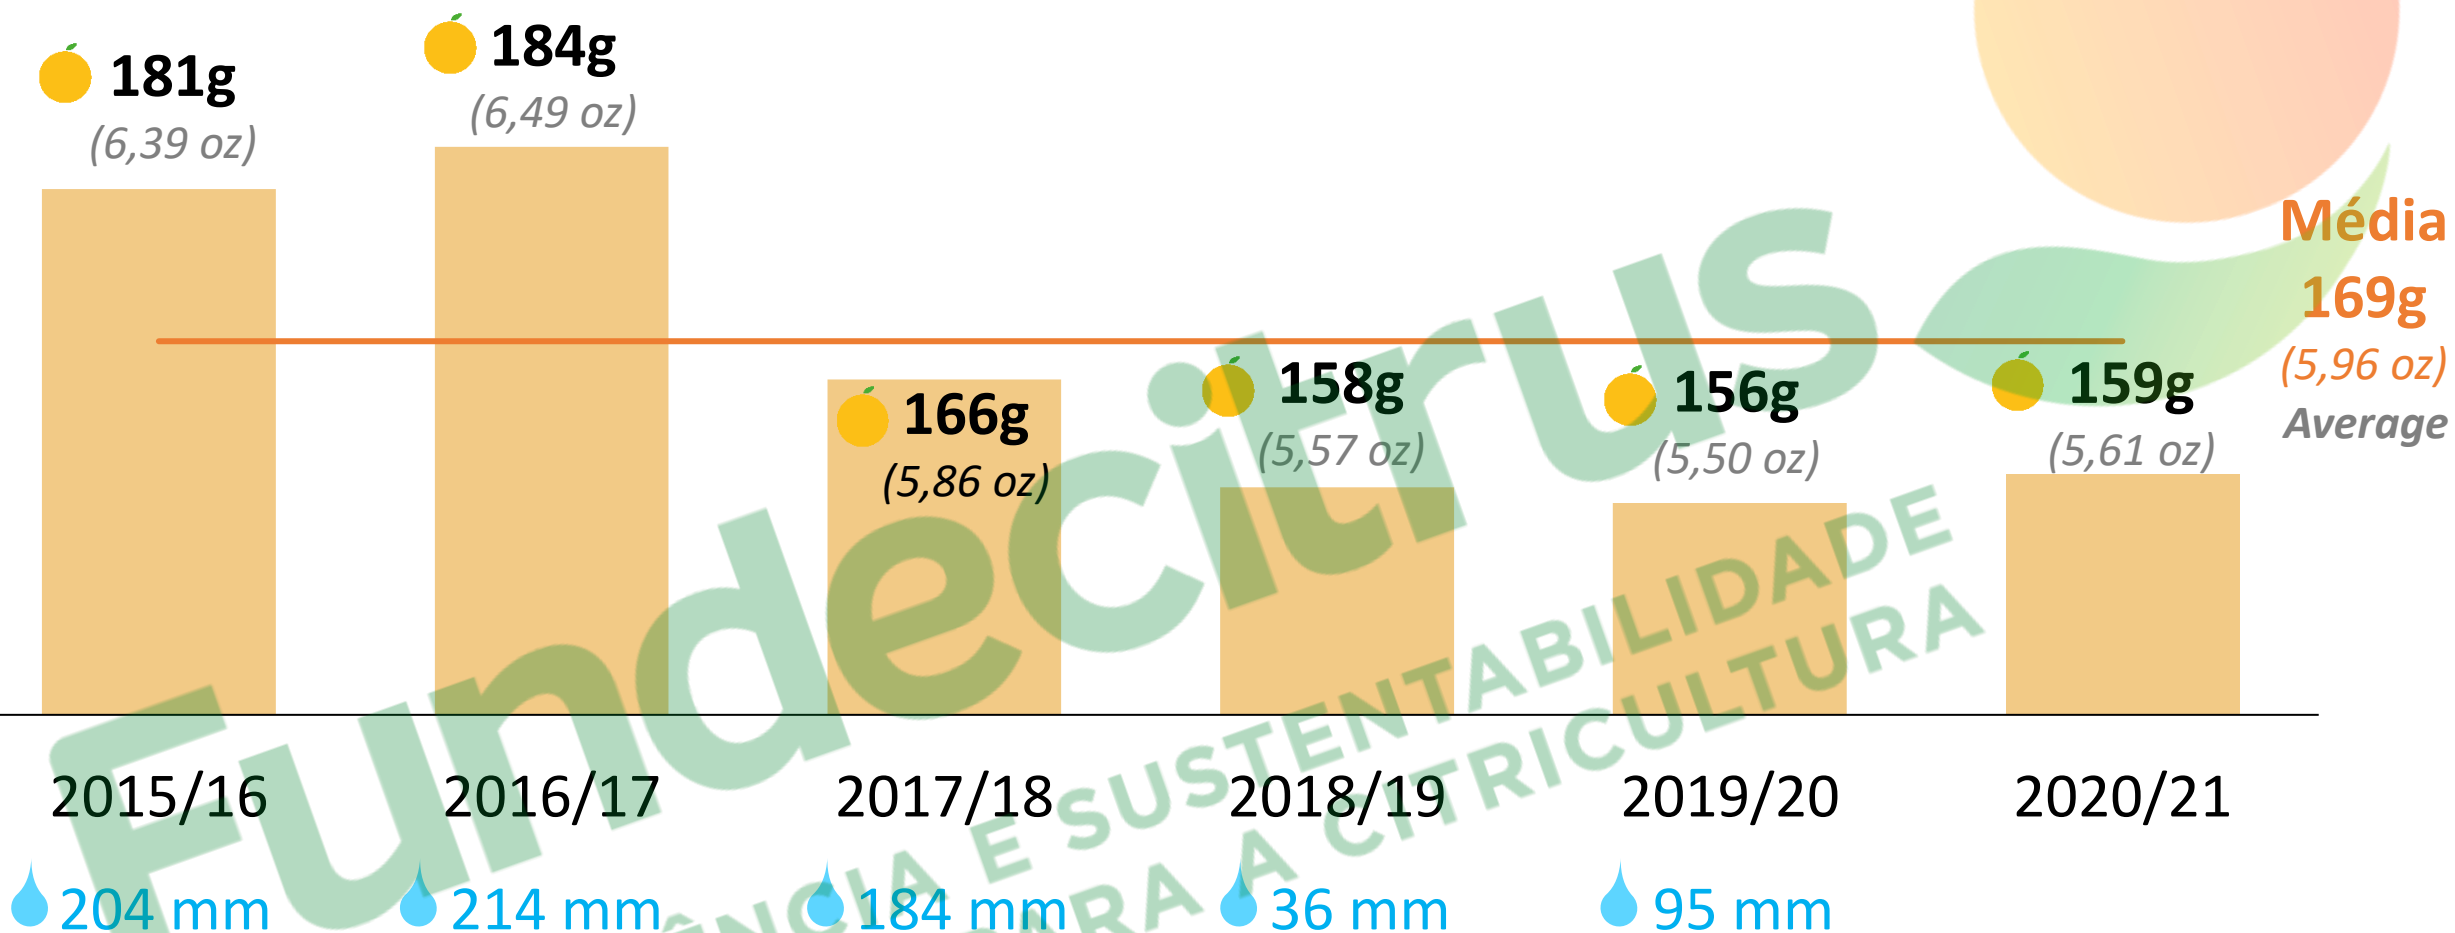 181g
(6,39 oz)
184g
(6,49 oz)
Média
169g
(5,96 oz)
Average
166g
(5,86 oz)
158g
(5,57 oz)
156g
(5,50 oz)
159g
(5,61 oz)
2015/16 2016/17 2017/18 2018/19 2019/20 2020/21
204 mm 214 mm 184 mm 36 mm 95 mm
Fundecitrus
E SUSTENTABILIDADE
A CITRICULTURA